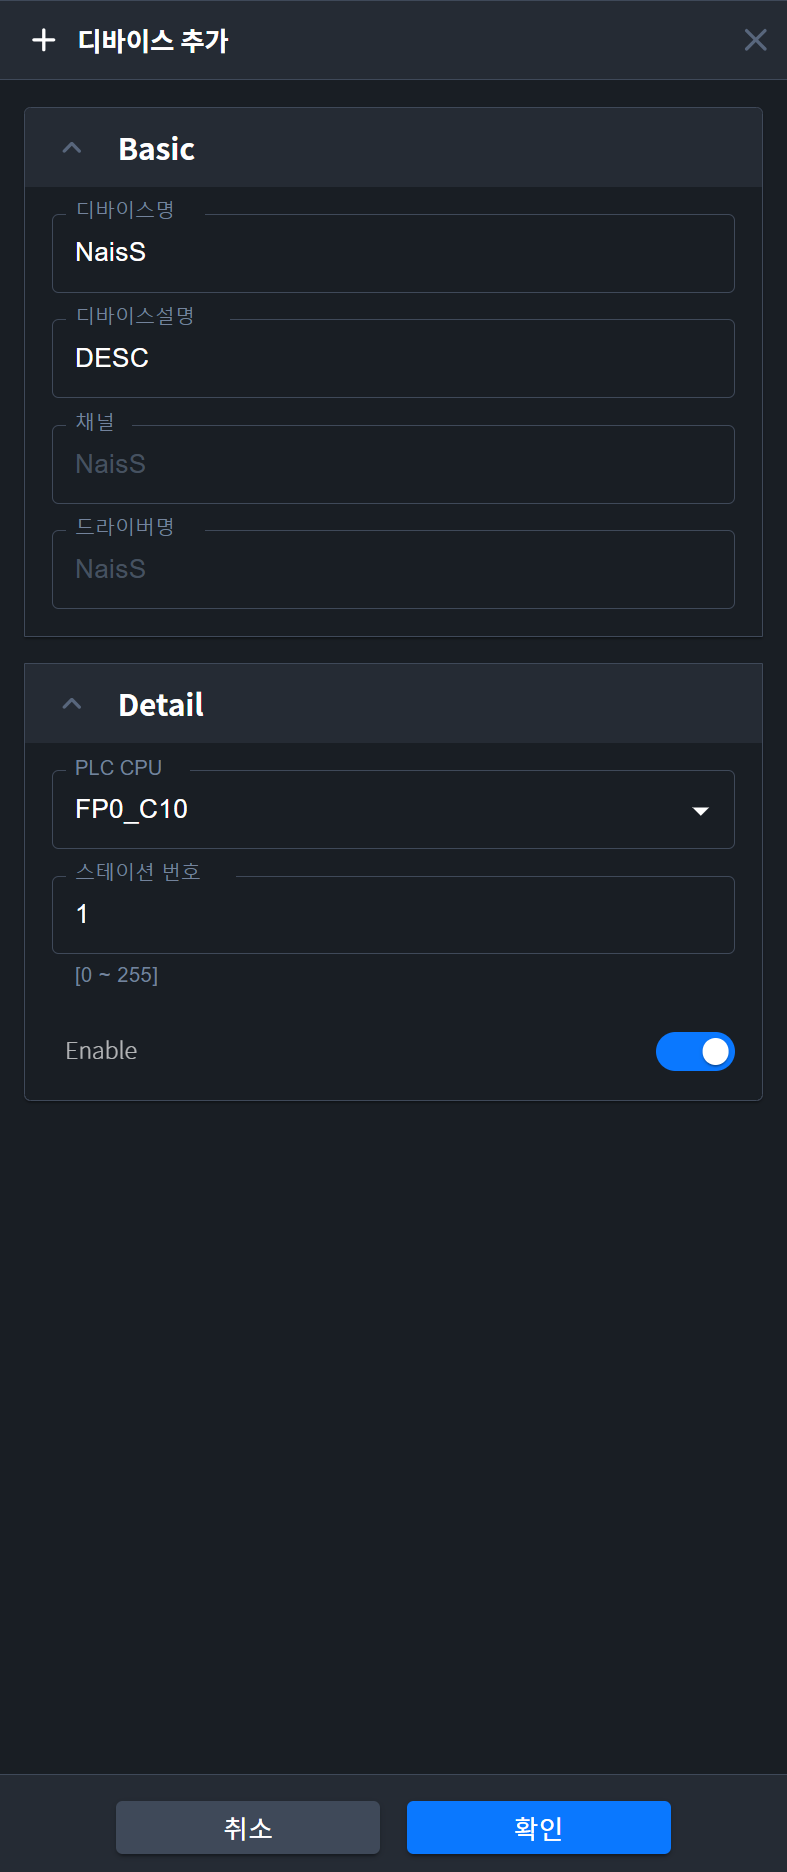 디바이스 추가
Basic
디바이스명
NaisS
디바이스설명
DESC
채널
NaisS
드라이버명
NaisS
Detail
PLC CPU
FP0_C10
스테이션 번호
1
[0 ~ 255]
Enable
취소
확인